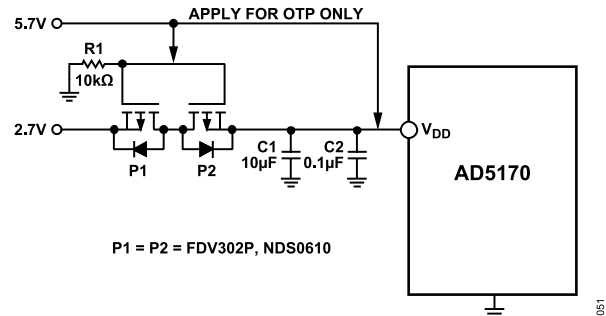 5.7V
APPLY FOR OTP ONLY
R1
10kΩ
2.7V
P1
P2
C1
10µF
C2
0.1µF
VDD
AD5170
P1 = P2 = FDV302P, NDS0610
051